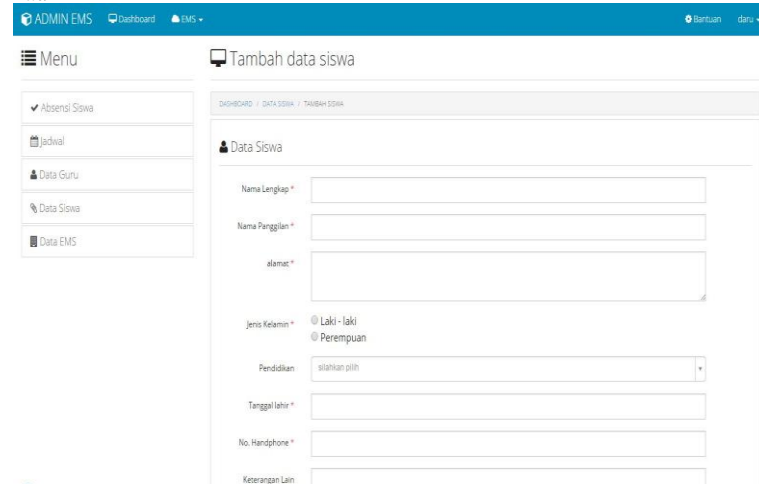 ADMIN EMS Dashboard EMS Bantuan daru
Menu
Absensi Siswa
Jadwal
Data Guru
Data Siswa
Data EMS
Tambah data siswa
DASHBOARD / DATA SISWA / TAMBAH SISWA
Data Siswa
Nama Lengkap *
Nama Panggilan *
alamat *
Jenis Kelamin * Laki - laki
Perempuan
Pendidikan silahkan pilih
Tanggal lahir *
No. Handphone *
Keterangan Lain